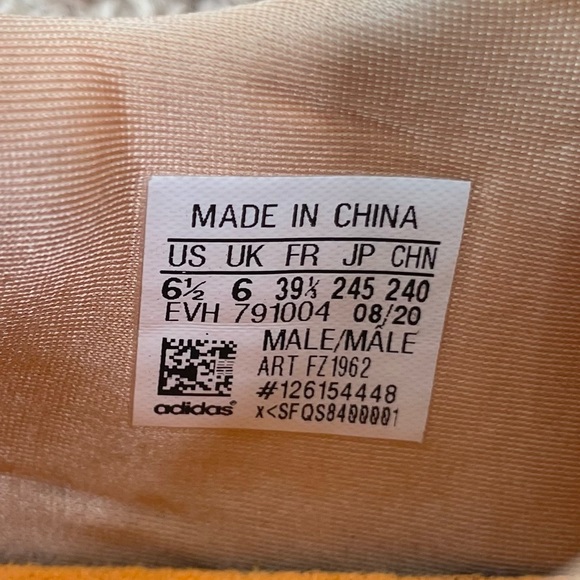 MADE IN CHINA
US UK FR JP CHN
6½ 6 39⅓ 245 240
EVH 791004 08/20
MALE/MÂLE
ART FZ1962
#126154448
adidas® x<SFQS8400001